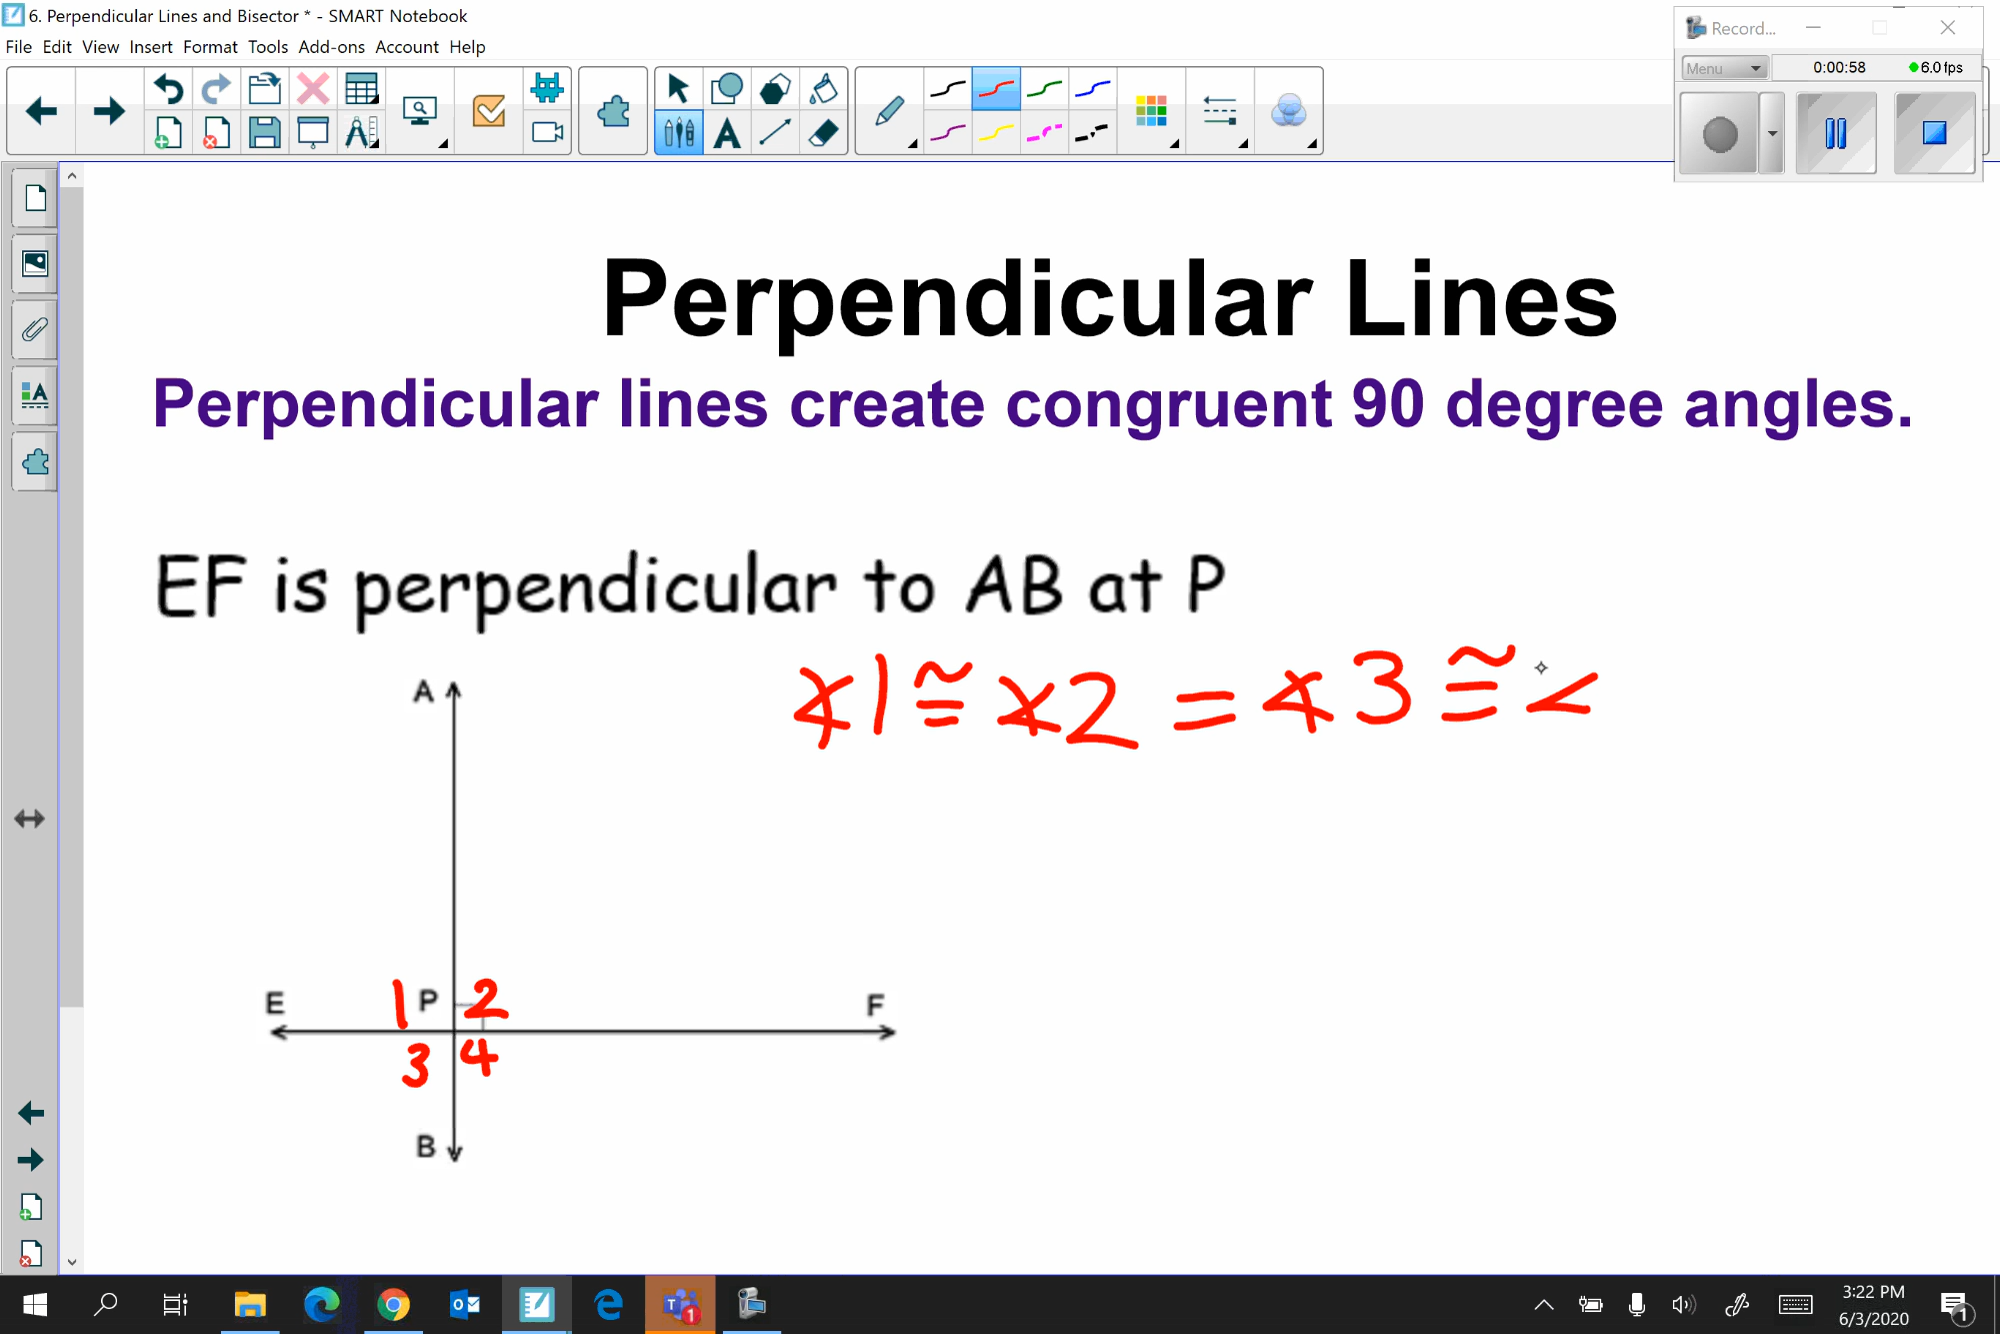 6. Perpendicular Lines and Bisector * - SMART Notebook
File Edit View Insert Format Tools Add-ons Account Help
Record...
Menu 0:00:58 6.0 fps
Perpendicular Lines
Perpendicular lines create congruent 90 degree angles.
EF is perpendicular to AB at P
∡1 ≅ ∡2 = ∡3 ≅ <
A
E 1 P 2 F
3 4
B
3:22 PM
6/3/2020
1
1